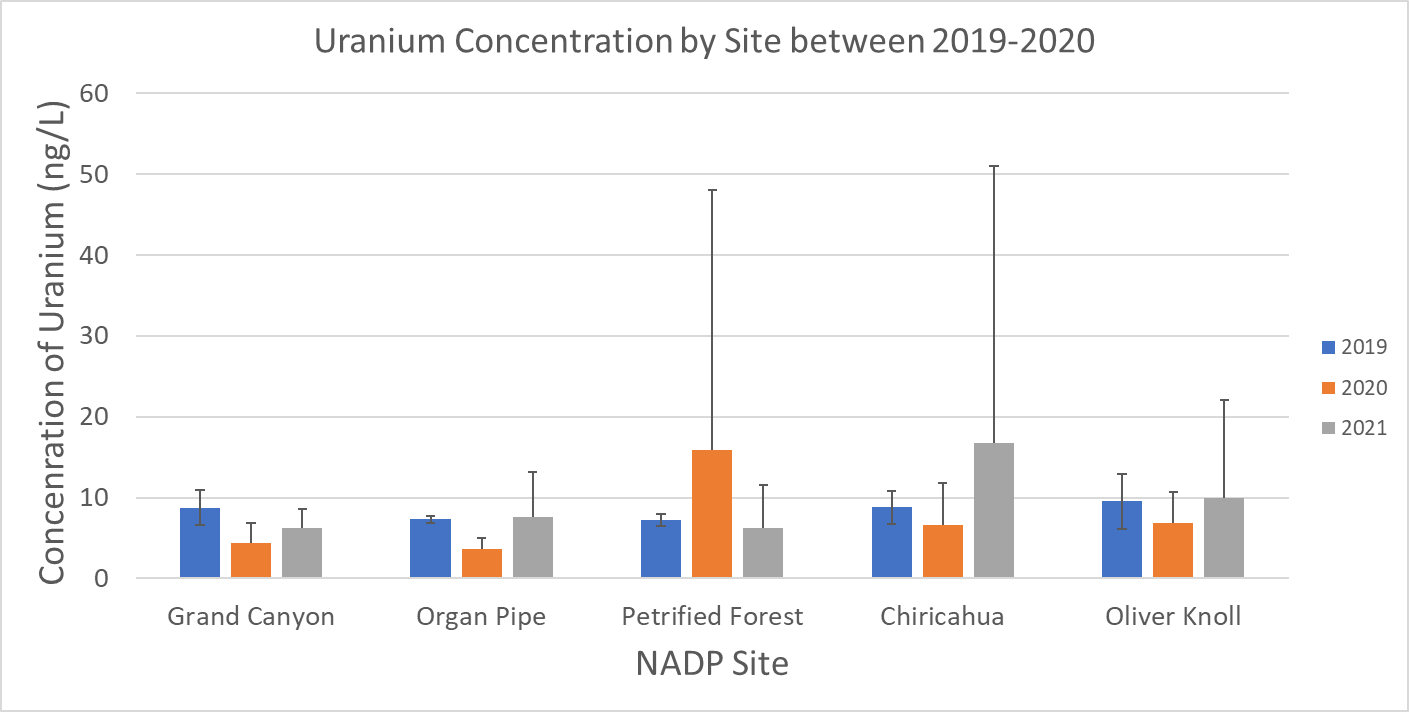 Uranium Concentration by Site between 2019-2020
Concenration of Uranium (ng/L)
60
50
40
30
20
10
0
Grand Canyon
Organ Pipe
Petrified Forest
Chiricahua
Oliver Knoll
NADP Site
2019
2020
2021